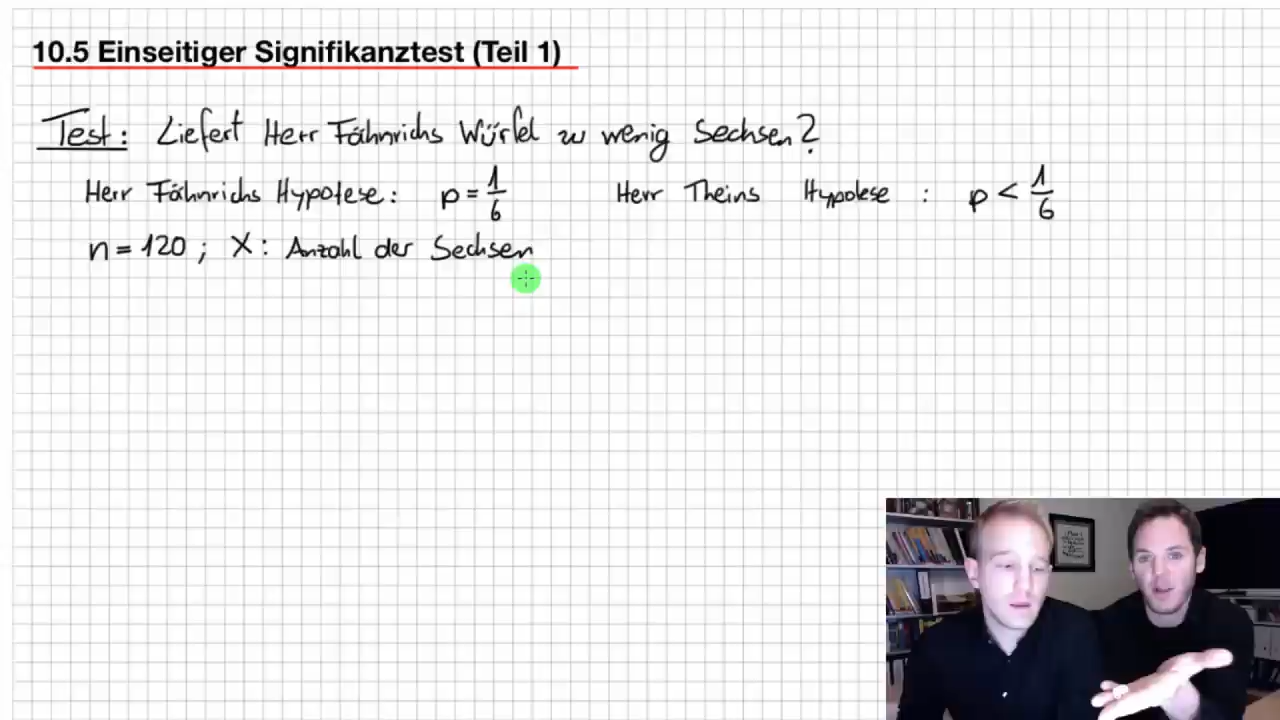 10.5 Einseitiger Signifikanztest (Teil 1)
Test: Liefert Herr Fähnrichs Würfel zu wenig Sechsen?
Herr Fähnrichs Hypotese: p = 1/6 Herr Theins Hypotese : p < 1/6
n = 120 ; X : Anzahl der Sechsen